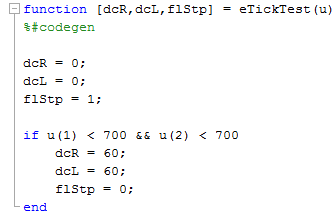 function [dcR,dcL,flStp] = eTickTest(u)
%#codegen
dcR = 0;
dcL = 0;
flStp = 1;
if u(1) < 700 && u(2) < 700
dcR = 60;
dcL = 60;
flStp = 0;
end